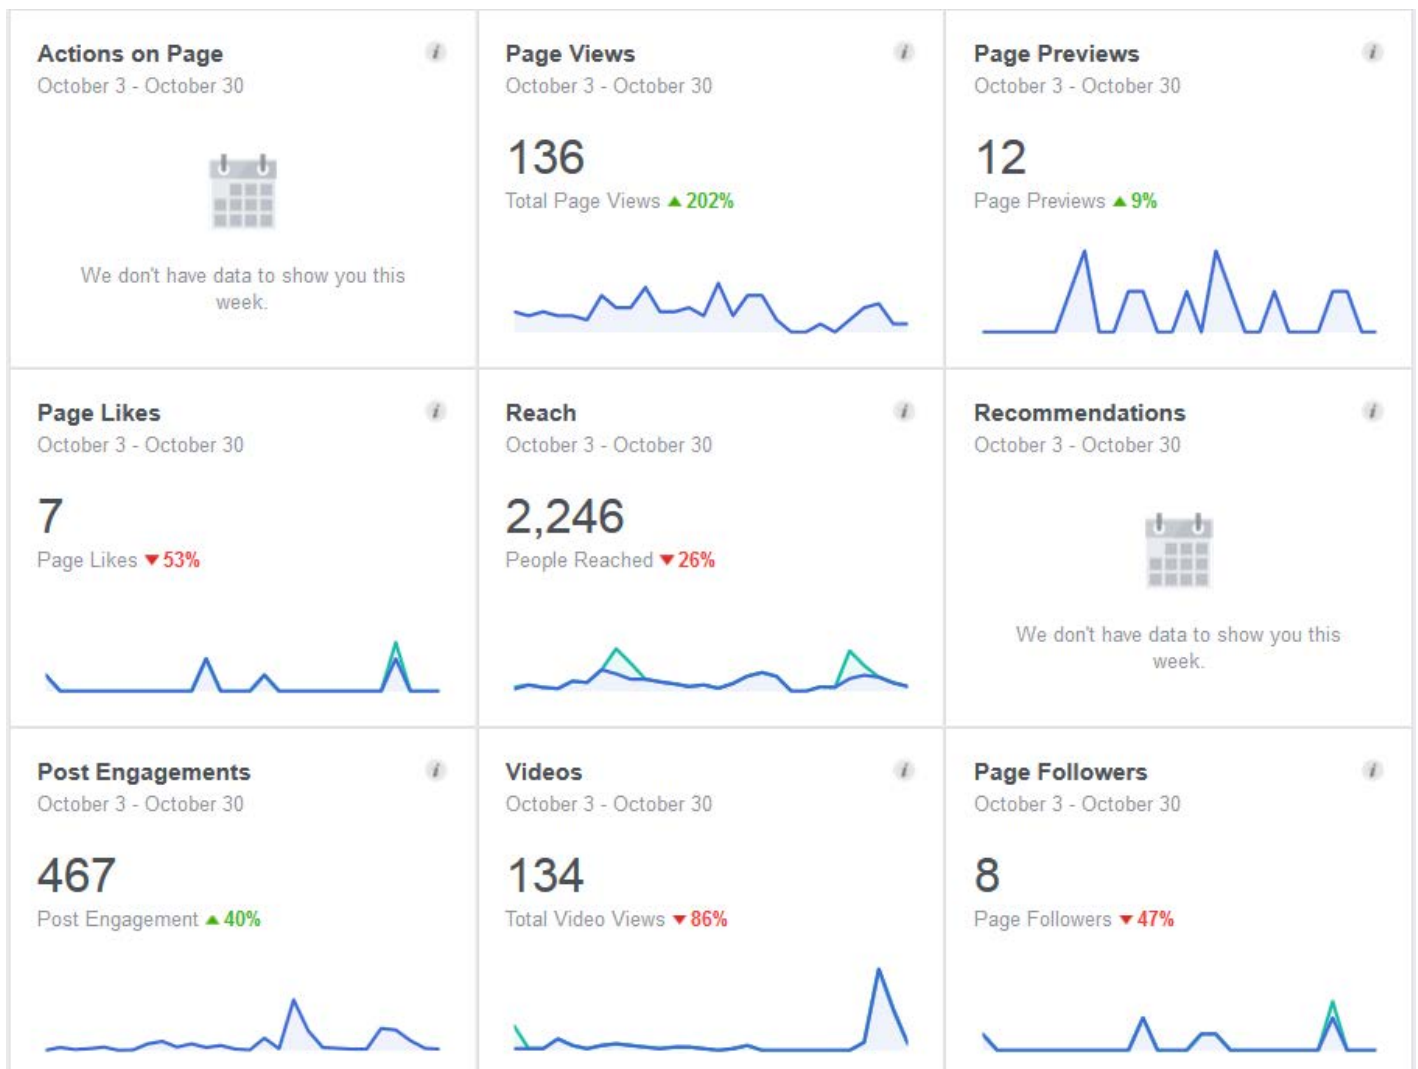 Actions on Page
October 3 - October 30
We don't have data to show you this
week.
Page Views
October 3 - October 30
136
Total Page Views ▲ 202%
Page Previews
October 3 - October 30
12
Page Previews ▲ 9%
Page Likes
October 3 - October 30
7
Page Likes ▼ 53%
Reach
October 3 - October 30
2,246
People Reached ▼ 26%
Recommendations
October 3 - October 30
We don't have data to show you this
week.
Post Engagements
October 3 - October 30
467
Post Engagement ▲ 40%
Videos
October 3 - October 30
134
Total Video Views ▼ 86%
Page Followers
October 3 - October 30
8
Page Followers ▼ 47%